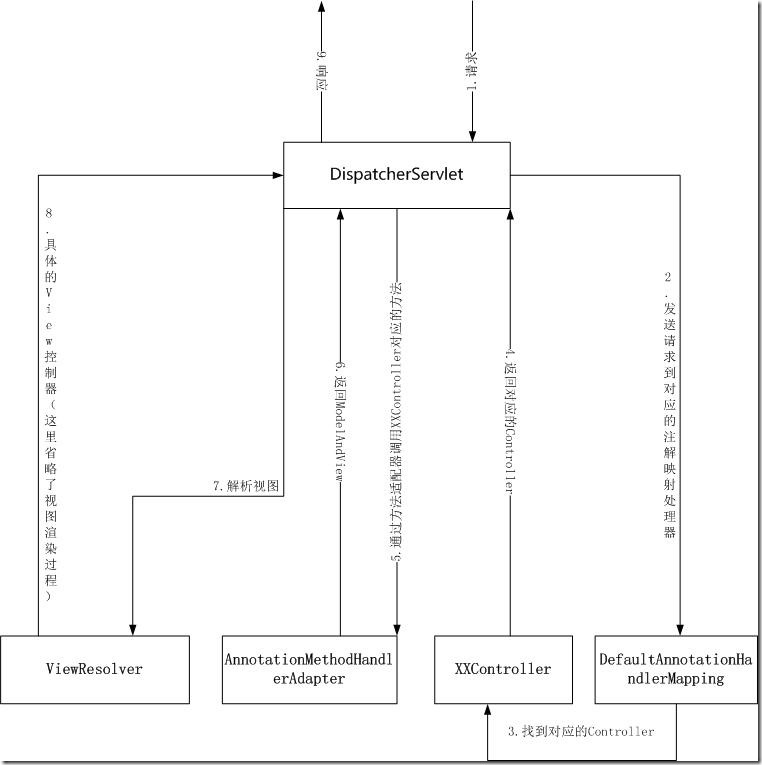 9.响应
1.请求
DispatcherServlet
8.具体的View控制器（这里省略了视图渲染过程）
2.发送请求到对应的注解映射处理器
5.通过方法适配器调用XXController对应的方法
4.返回对应的Controller
6.返回ModelAndView
7.解析视图
ViewResolver
AnnotationMethodHandl
erAdapter
XXController
DefaultAnnotationHa
ndlerMapping
3.找到对应的Controller